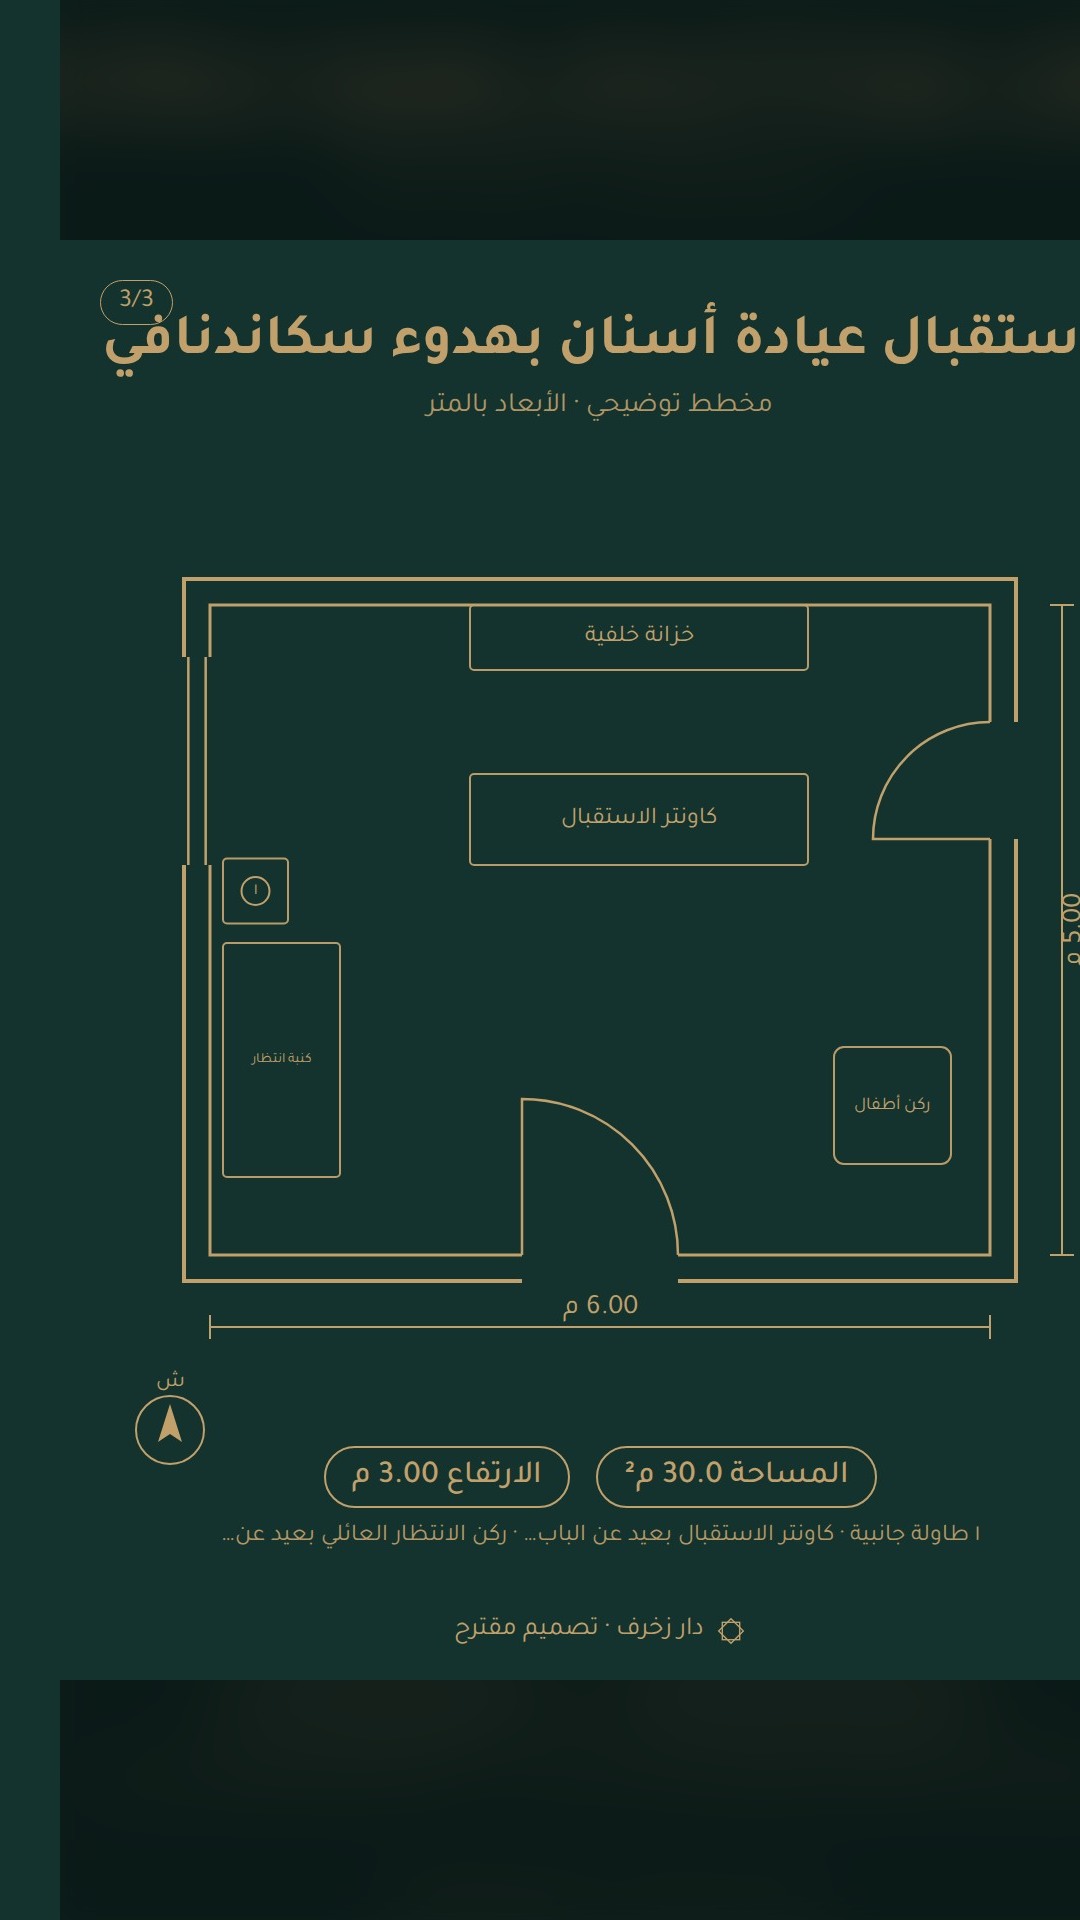 3/3
ستقبال عيادة أسنان بهدوء سكاندنافي
مخطط توضيحي · الأبعاد بالمتر
خزانة خلفية
كاونتر الاستقبال
5.00 م
١
كنبة انتظار
ركن أطفال
6.00 م
ش
المساحة 30.0 م²
الارتفاع 3.00 م
١ طاولة جانبية · كاونتر الاستقبال بعيد عن الباب… · ركن الانتظار العائلي بعيد عن…
دار زخرف · تصميم مقترح